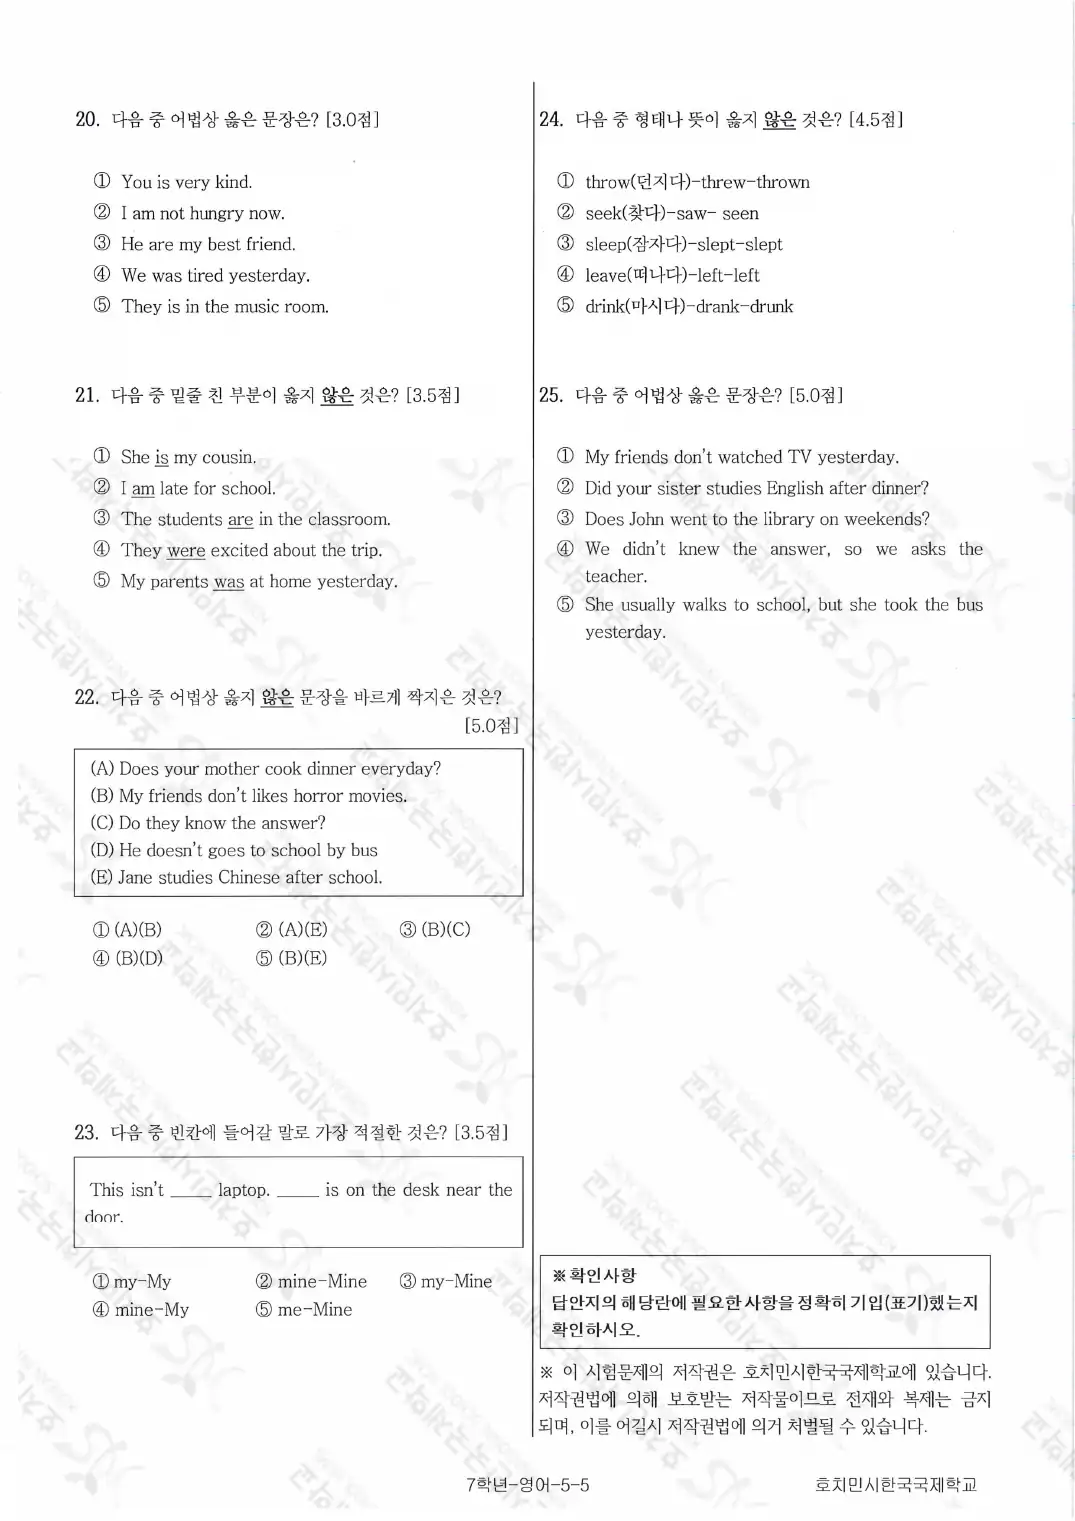 20. 다음 중 어법상 옳은 문장은? [3.0점]
① You is very kind.
② I am not hungry now.
③ He are my best friend.
④ We was tired yesterday.
⑤ They is in the music room.
21. 다음 중 밑줄 친 부분이 옳지 않은 것은? [3.5점]
① She is my cousin.
② I am late for school.
③ The students are in the classroom.
④ They were excited about the trip.
⑤ My parents was at home yesterday.
22. 다음 중 어법상 옳지 않은 문장을 바르게 짝지은 것은?
[5.0점]
(A) Does your mother cook dinner everyday?
(B) My friends don't likes horror movies.
(C) Do they know the answer?
(D) He doesn't goes to school by bus
(E) Jane studies Chinese after school.
① (A)(B) ② (A)(E) ③ (B)(C)
④ (B)(D) ⑤ (B)(E)
23. 다음 중 빈칸에 들어갈 말로 가장 적절한 것은? [3.5점]
This isn't ____ laptop. ____ is on the desk near the
door.
① my-My ② mine-Mine ③ my-Mine
④ mine-My ⑤ me-Mine
24. 다음 중 형태나 뜻이 옳지 않은 것은? [4.5점]
① throw(던지다)-threw-thrown
② seek(찾다)-saw- seen
③ sleep(잠자다)-slept-slept
④ leave(떠나다)-left-left
⑤ drink(마시다)-drank-drunk
25. 다음 중 어법상 옳은 문장은? [5.0점]
① My friends don't watched TV yesterday.
② Did your sister studies English after dinner?
③ Does John went to the library on weekends?
④ We didn't knew the answer, so we asks the
teacher.
⑤ She usually walks to school, but she took the bus
yesterday.
※확인사항
답안지의 해당란에 필요한사항을 정확히 기입(표기)했는지
확인하시오.
※ 이 시험문제의 저작권은 호치민시한국국제학교에 있습니다.
저작권법에 의해 보호받는 저작물이므로 전재와 복제는 금지
되며, 이를 어길시 저작권법에 의거 처벌될 수 있습니다.
7학년-영어-5-5
호치민시한국국제학교